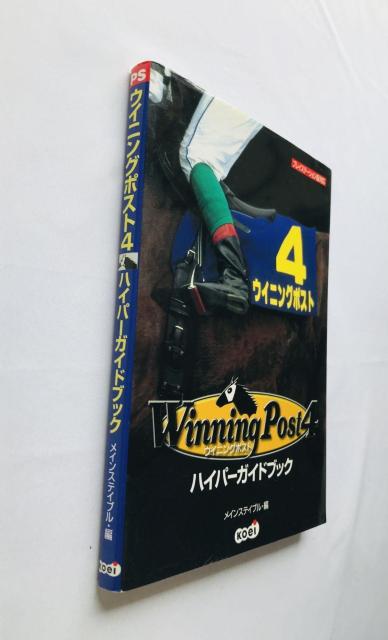 PS
ウイニングポスト4
ハイパーガイドブック
メインステイブル・編
koei
プレイステーション版対応
4
ウイニングポスト
Winning Post 4
ウイニングポスト
ハイパーガイドブック
メインステイブル・編
koei